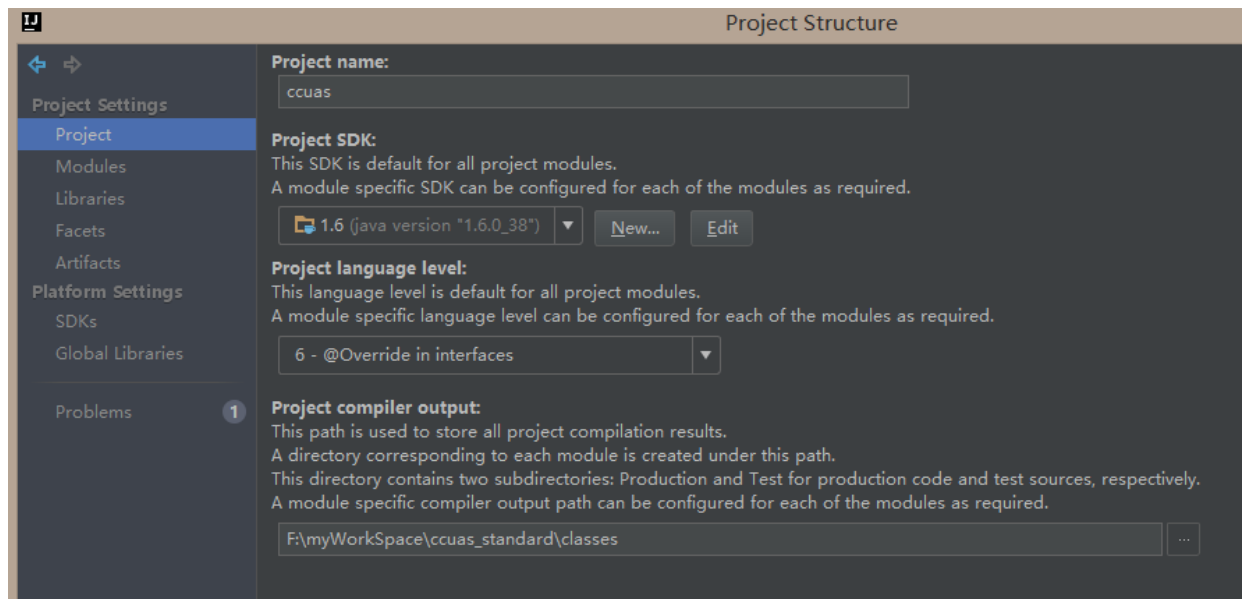 IJ
Project Structure
Project Settings
Project
Modules
Libraries
Facets
Artifacts
Platform Settings
SDKs
Global Libraries
Problems
1
Project name:
ccuas
Project SDK:
This SDK is default for all project modules.
A module specific SDK can be configured for each of the modules as required.
1.6 (java version "1.6.0_38")
New...
Edit
Project language level:
This language level is default for all project modules.
A module specific language level can be configured for each of the modules as required.
6 - @Override in interfaces
Project compiler output:
This path is used to store all project compilation results.
A directory corresponding to each module is created under this path.
This directory contains two subdirectories: Production and Test for production code and test sources, respectively.
A module specific compiler output path can be configured for each of the modules as required.
F:\myWorkSpace\ccuas_standard\classes
...